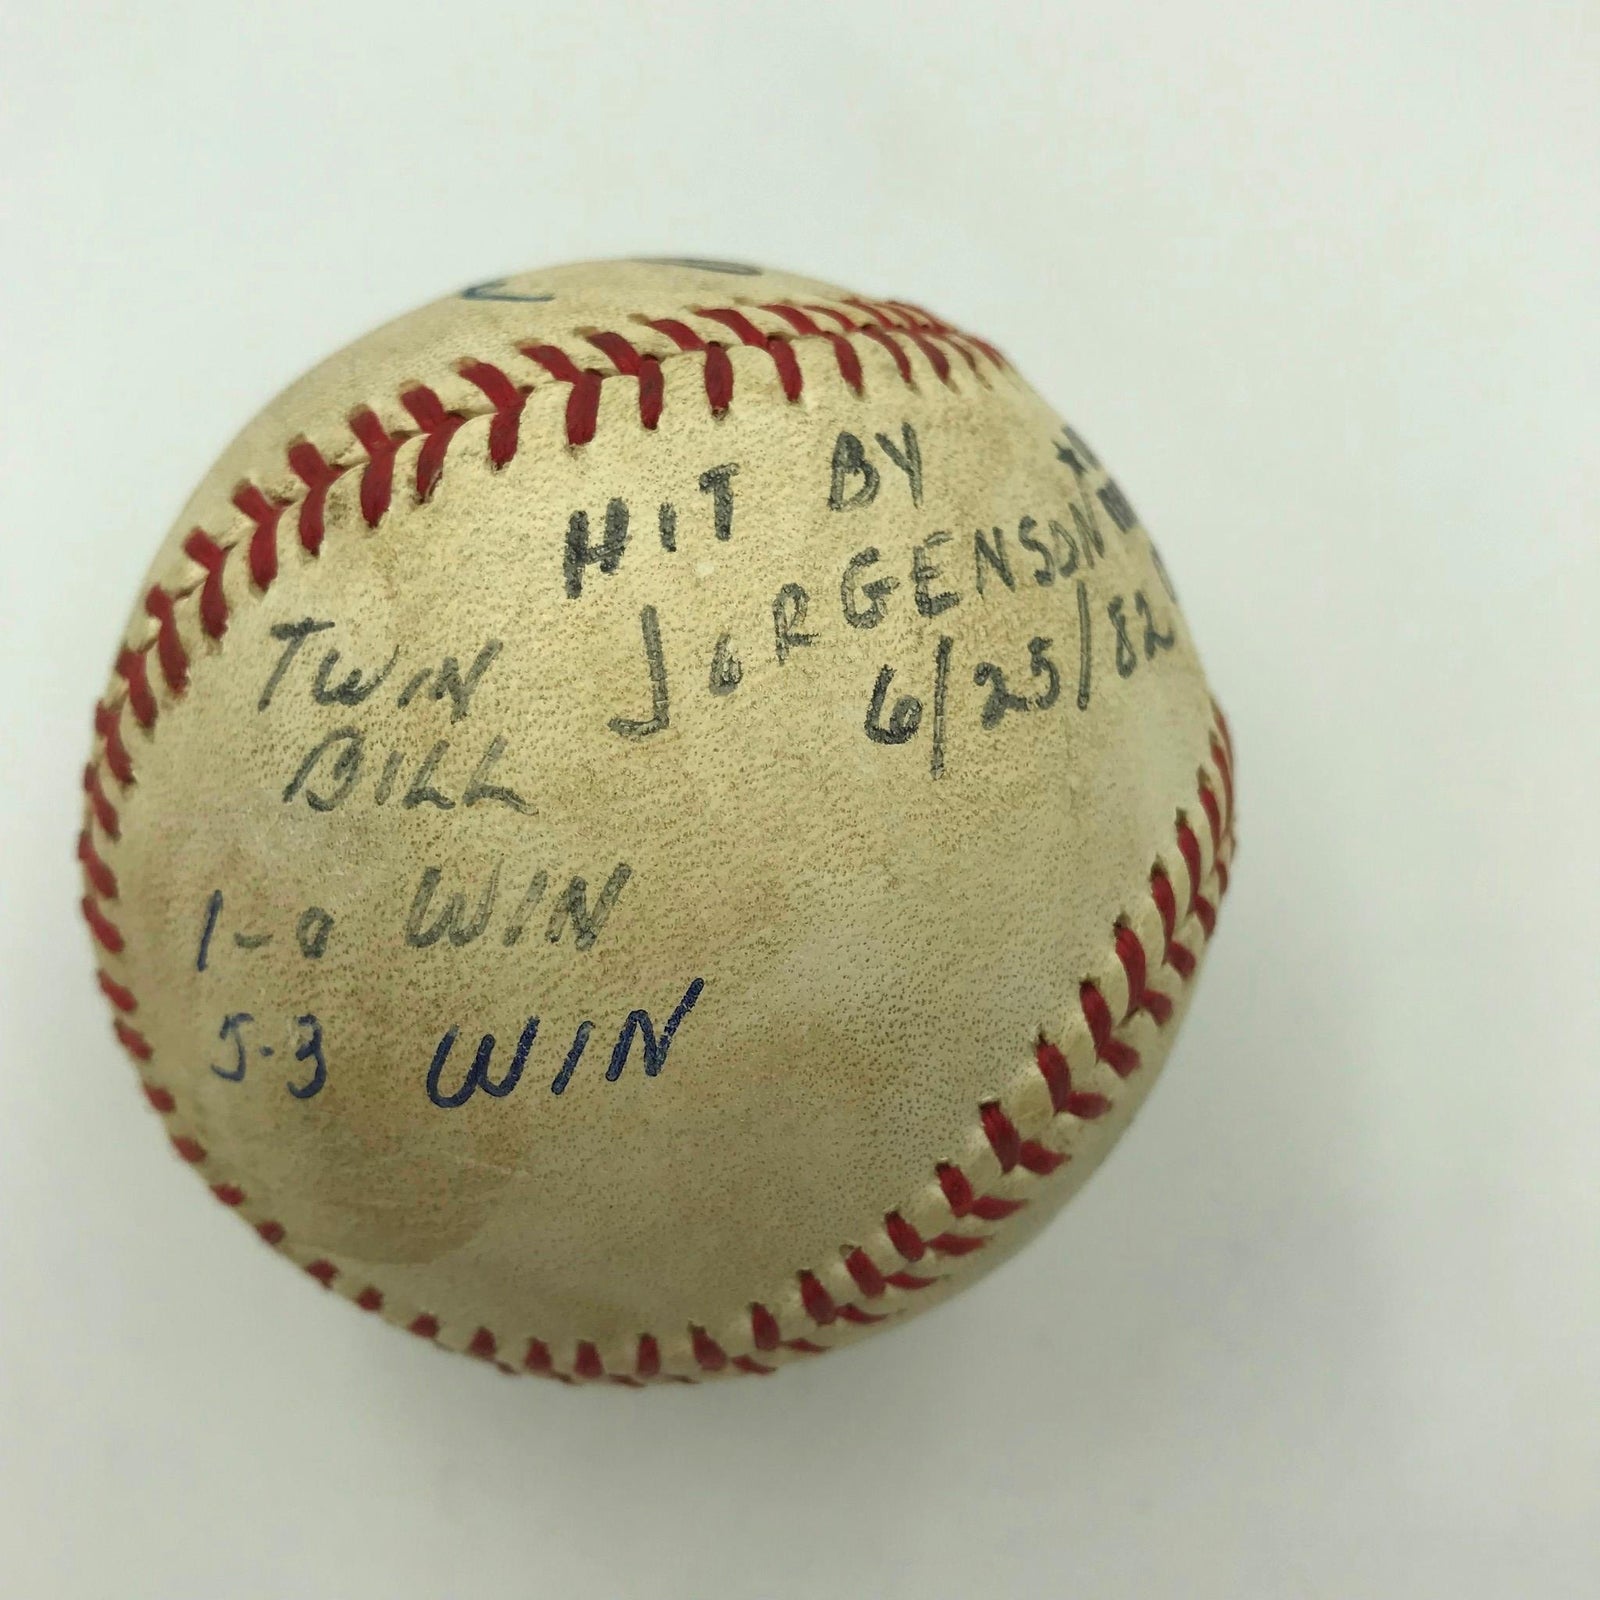 HIT BY
JORGENSON
6/25/82
TWIN
BILL
1-0 WIN
5-3 WIN